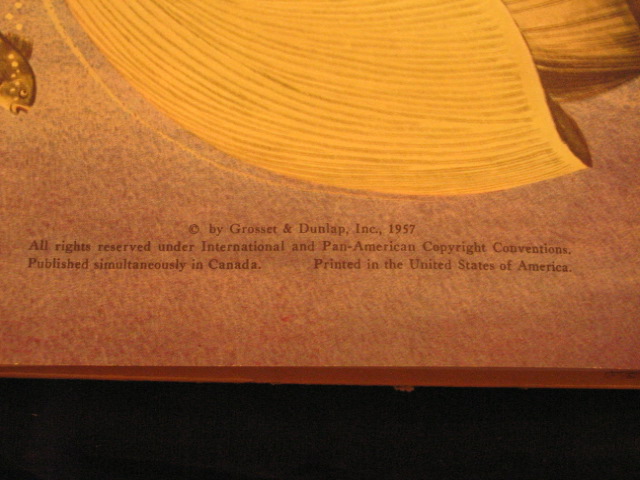 © by Grosset & Dunlap, Inc., 1957
All rights reserved under International and Pan-American Copyright Conventions.
Published simultaneously in Canada. Printed in the United States of America.